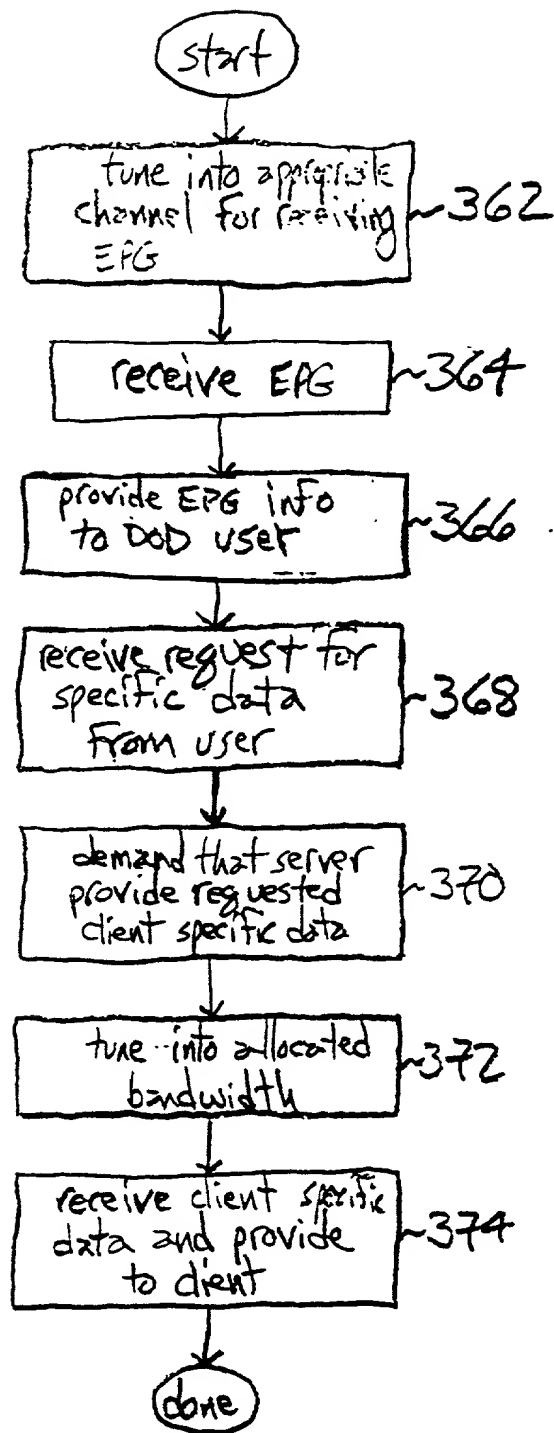 start
tune into appropriate
channel for receiving
EPG
~362
receive EPG
~364
provide EPG info
to DOD user
~366
receive request for
specific data
From user
~368
demand that server
provide requested
client specific data
~370
tune into allocated
bandwidth
~372
receive client specific
data and provide
to client
~374
done